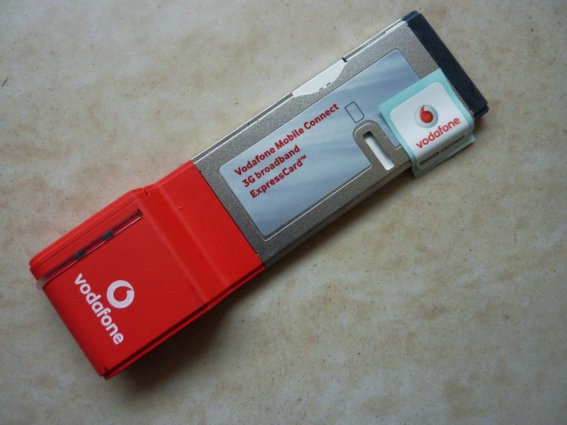 Vodafone Mobile Connect
3G broadband
ExpressCard™
vodafone
vodafone